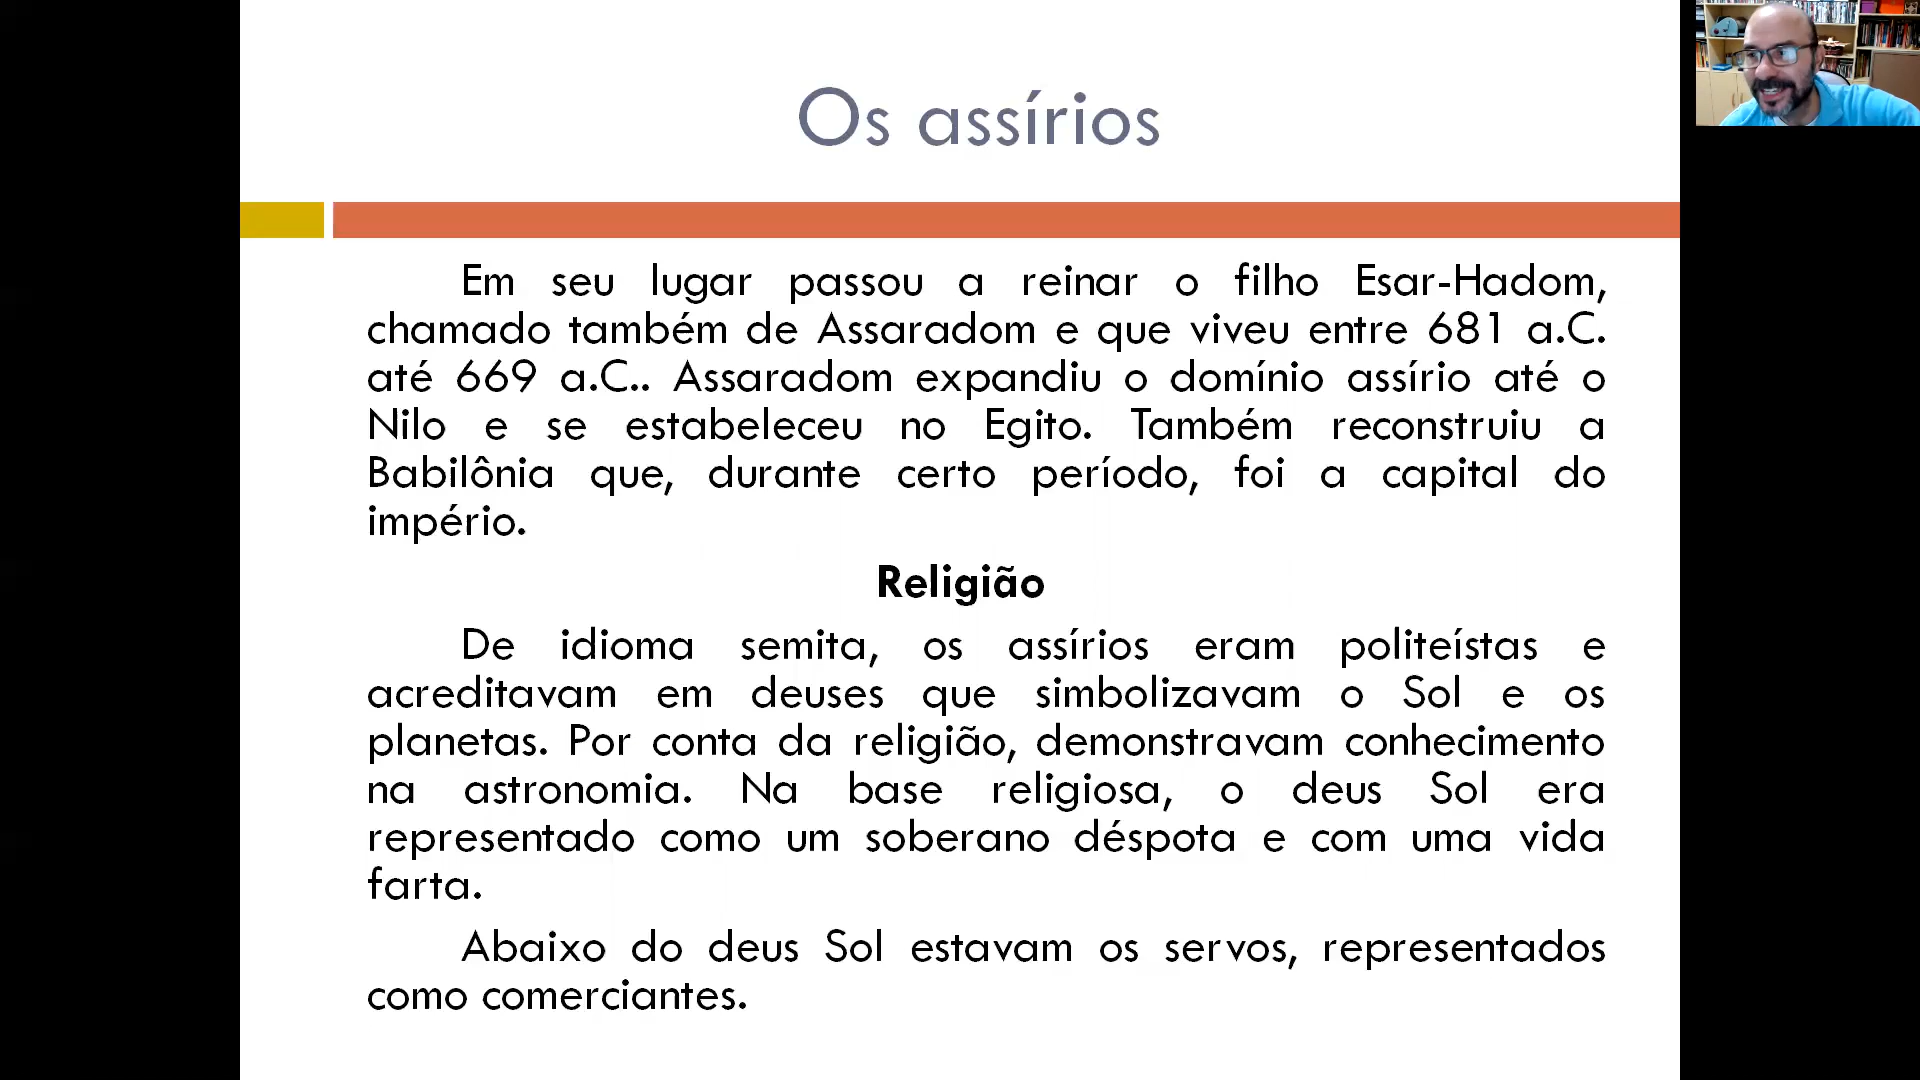 Os assírios
Em seu lugar passou a reinar o filho Esar-Hadom,
chamado também de Assaradom e que viveu entre 681 a.C.
até 669 a.C.. Assaradom expandiu o domínio assírio até o
Nilo e se estabeleceu no Egito. Também reconstruiu a
Babilônia que, durante certo período, foi a capital do
império.
Religião
De idioma semita, os assírios eram politeístas e
acreditavam em deuses que simbolizavam o Sol e os
planetas. Por conta da religião, demonstravam conhecimento
na astronomia. Na base religiosa, o deus Sol era
representado como um soberano déspota e com uma vida
farta.
Abaixo do deus Sol estavam os servos, representados
como comerciantes.